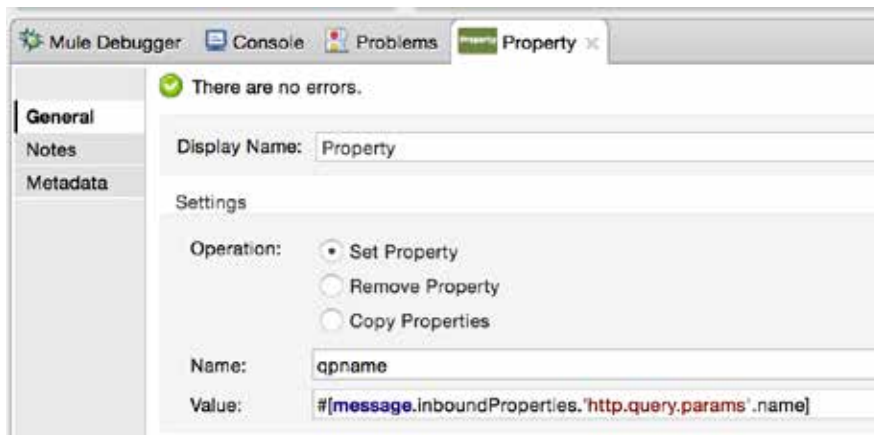 Mule Debugger Console Problems Property Property
There are no errors.
General
Notes
Metadata
Display Name: Property
Settings
Operation: Set Property
Remove Property
Copy Properties
Name: qpname
Value: #[message.inboundProperties.'http.query.params'.name]